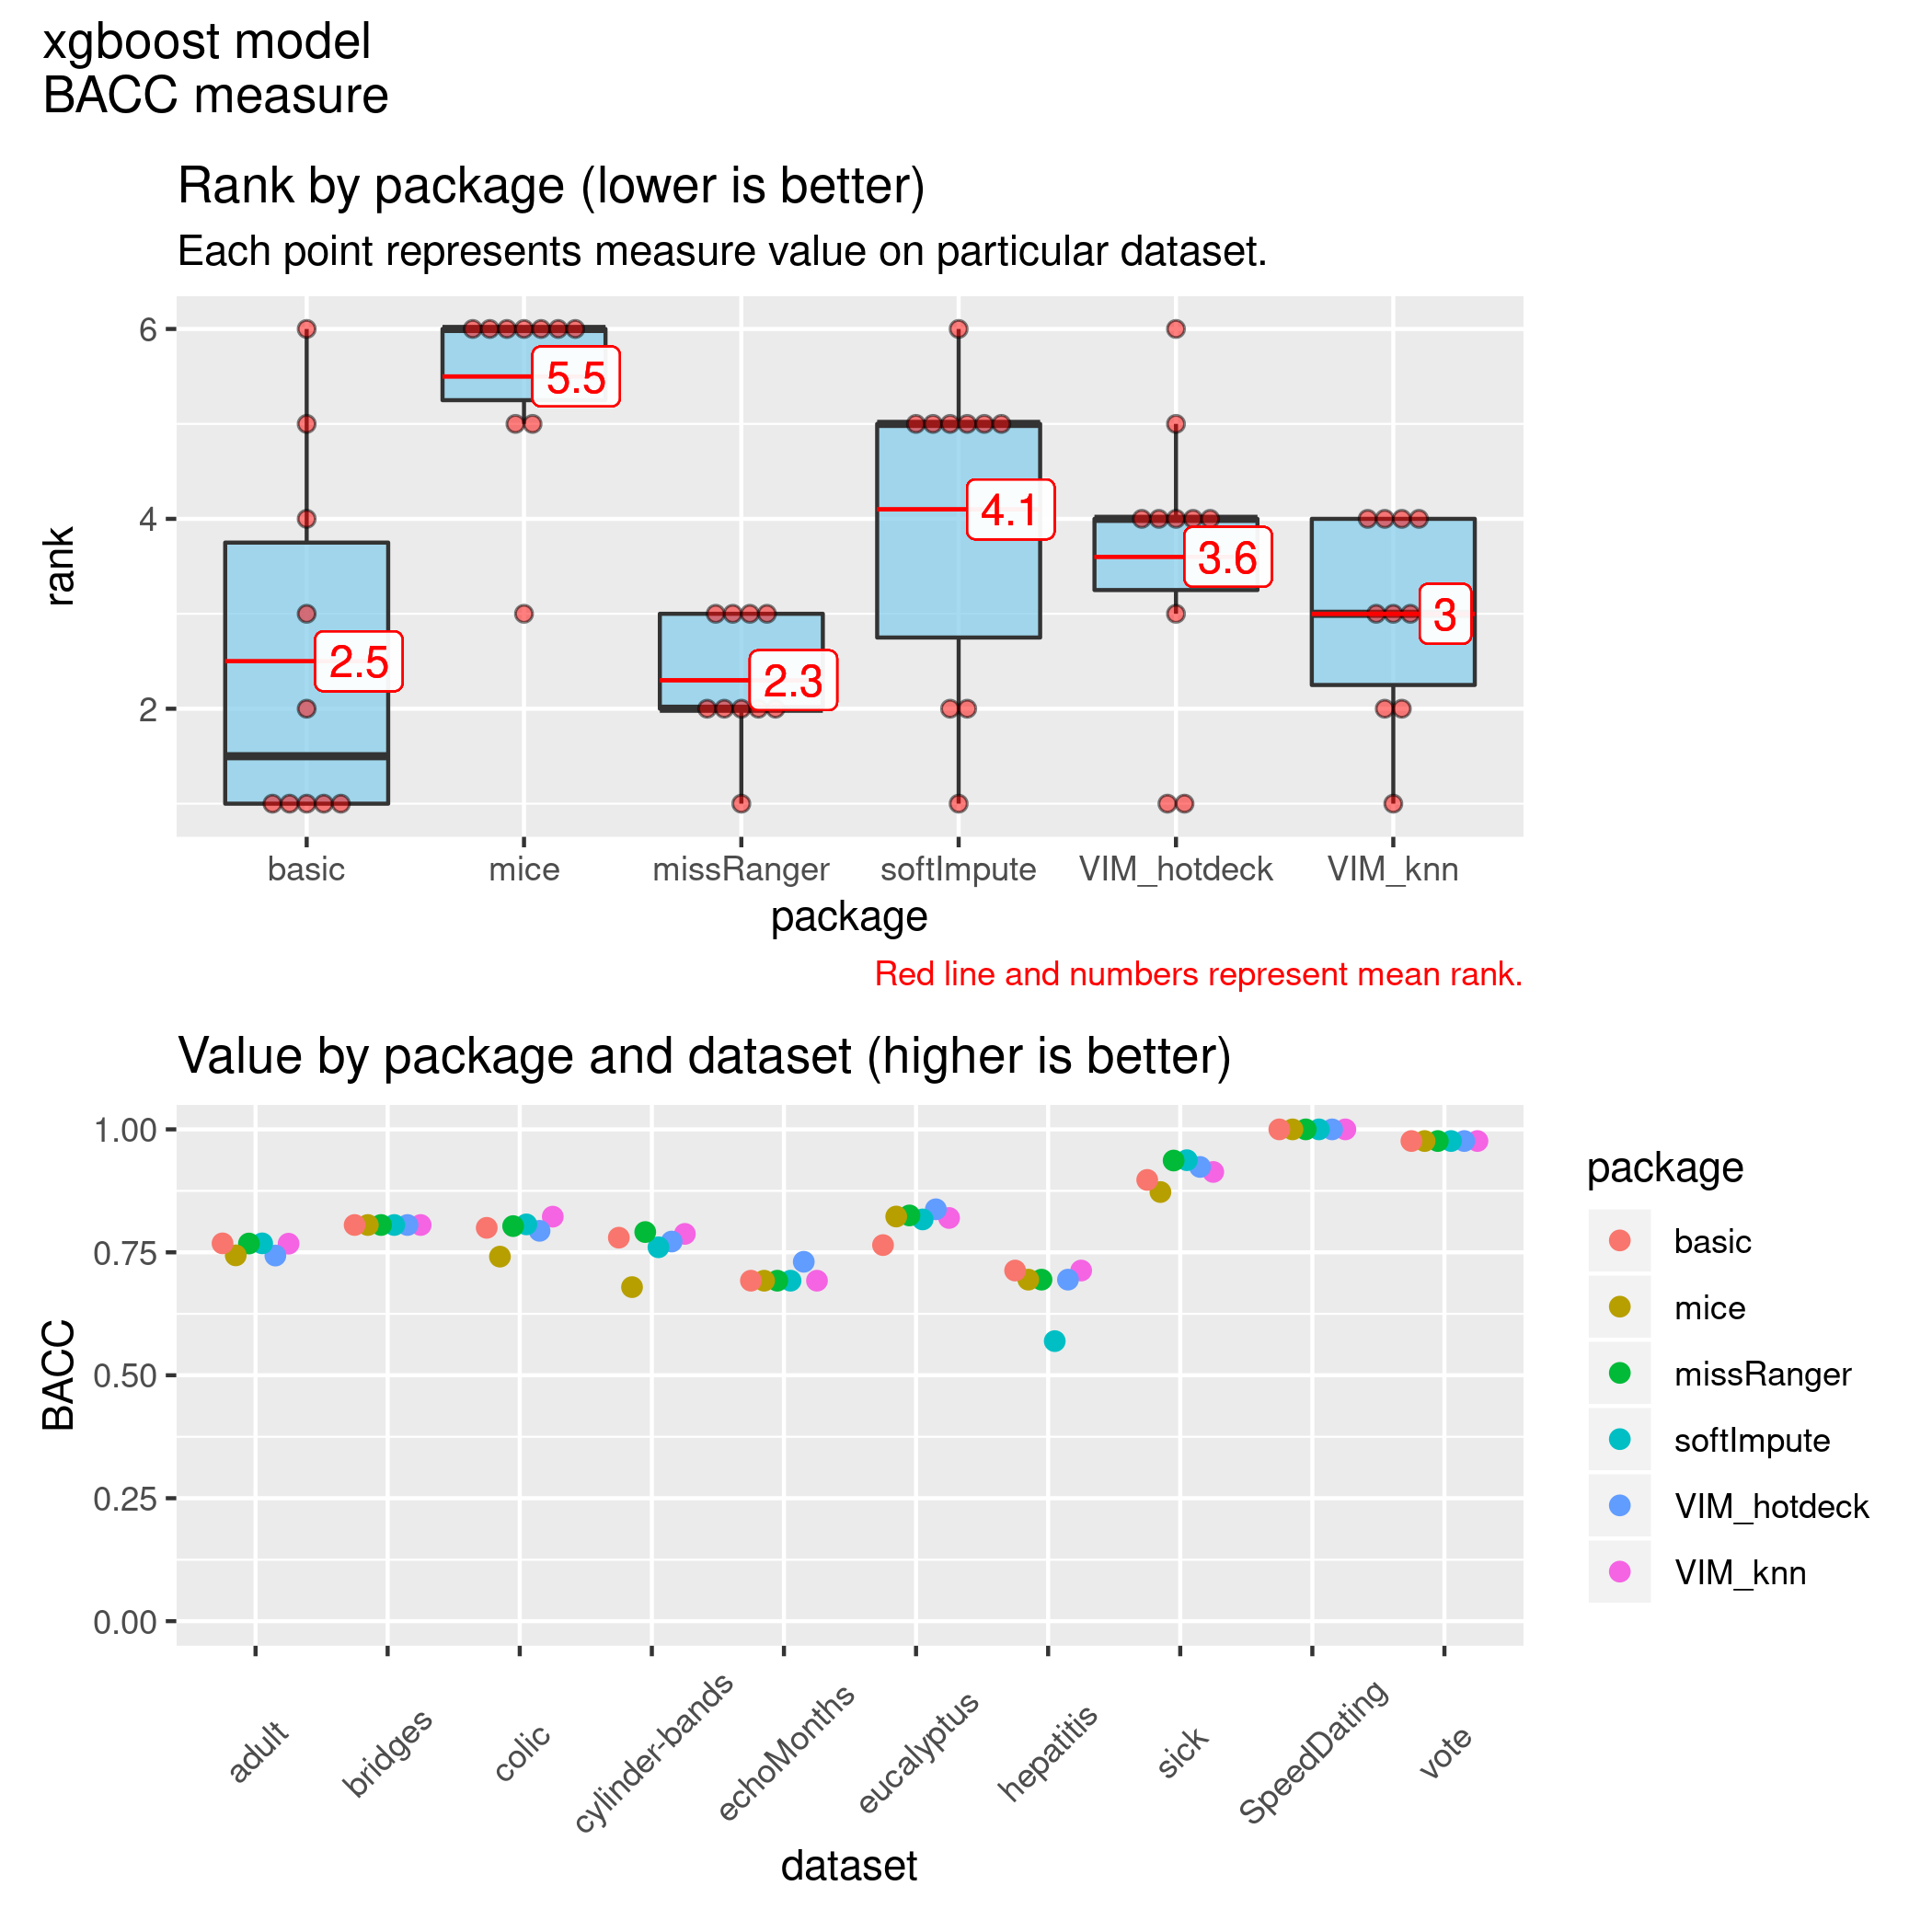 xgboost model
BACC measure
Rank by package (lower is better)
Each point represents measure value on particular dataset.
rank
6
4
2
2.5
5.5
2.3
4.1
3.6
3
basic
mice
missRanger
softImpute
VIM_hotdeck
VIM_knn
package
Red line and numbers represent mean rank.
Value by package and dataset (higher is better)
BACC
1.00
0.75
0.50
0.25
0.00
adult
bridges
colic
cylinder-bands
echoMonths
eucalyptus
hepatitis
sick
SpeedDating
vote
dataset
package
basic
mice
missRanger
softImpute
VIM_hotdeck
VIM_knn